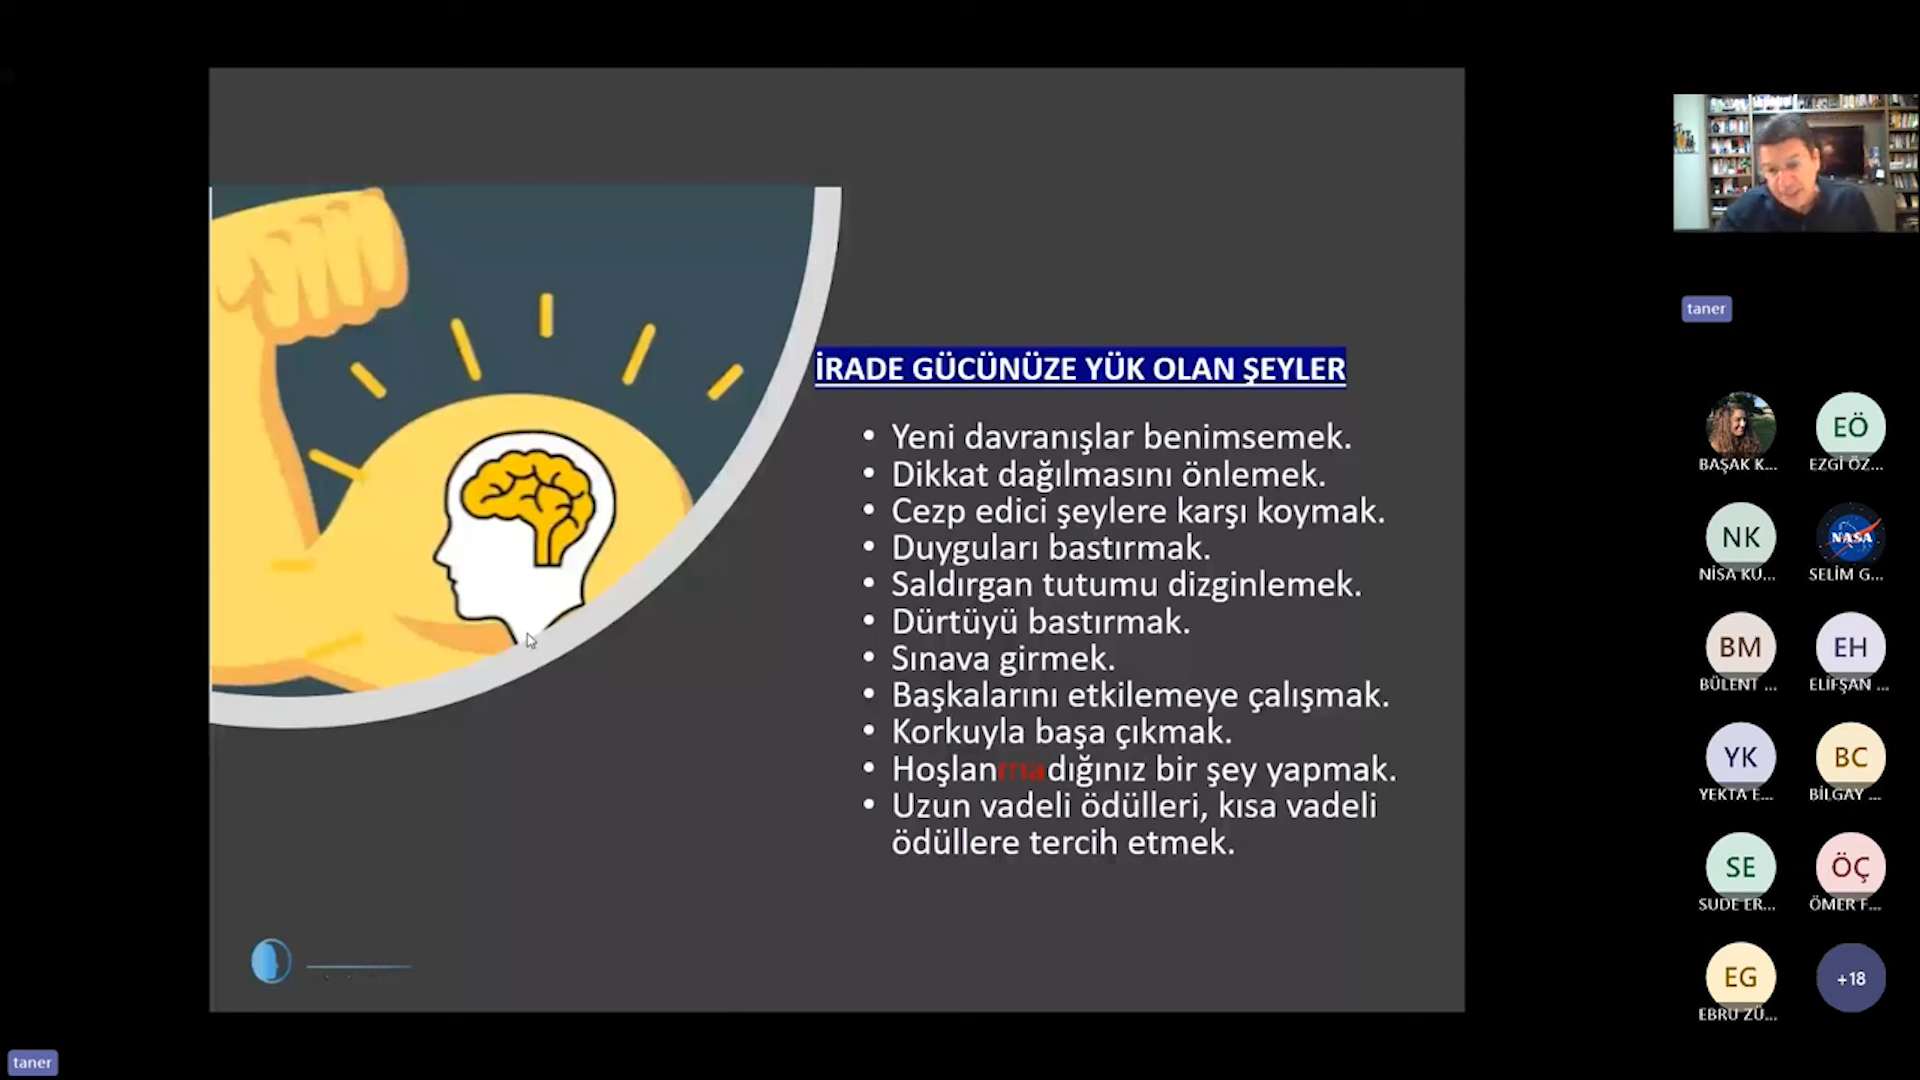 İRADE GÜCÜNÜZE YÜK OLAN ŞEYLER
• Yeni davranışlar benimsemek.
• Dikkat dağılmasını önlemek.
• Cezp edici şeylere karşı koymak.
• Duyguları bastırmak.
• Saldırgan tutumu dizginlemek.
• Dürtüyü bastırmak.
• Sınava girmek.
• Başkalarını etkilemeye çalışmak.
• Korkuyla başa çıkmak.
• Hoşlanmadığınız bir şey yapmak.
• Uzun vadeli ödülleri, kısa vadeli
ödüllere tercih etmek.
taner
EÖ
BAŞAK K... EZGİ ÖZ...
NK NASA
NİSA KU... SELİM G...
BM EH
BÜLENT ... ELİFŞAN ...
YK BC
YEKTA E... BİLGAY ...
SE ÖÇ
SUDE ER... ÖMER F...
EG +18
EBRU ZÜ...
taner